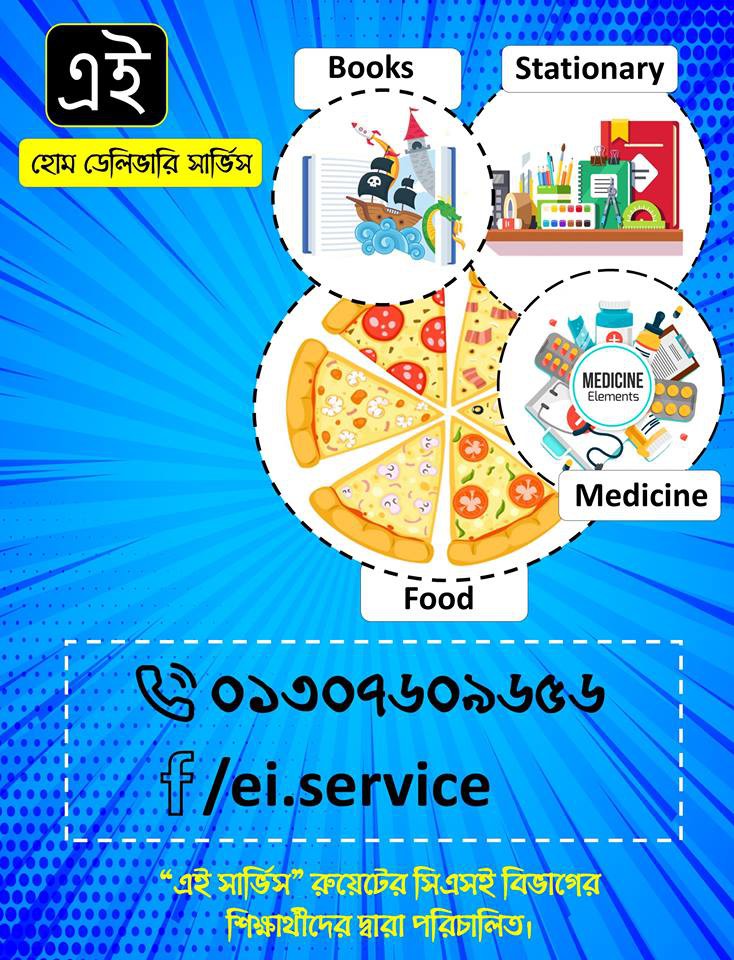 এই
হোম ডেলিভারি সার্ভিস
Books
Stationary
MEDICINE
Elements
Medicine
Food
০১৩০৭৬০৯৬৫৬
f/ei.service
“এই সার্ভিস” রুয়েটের সিএসই বিভাগের
শিক্ষার্থীদের দ্বারা পরিচালিত।